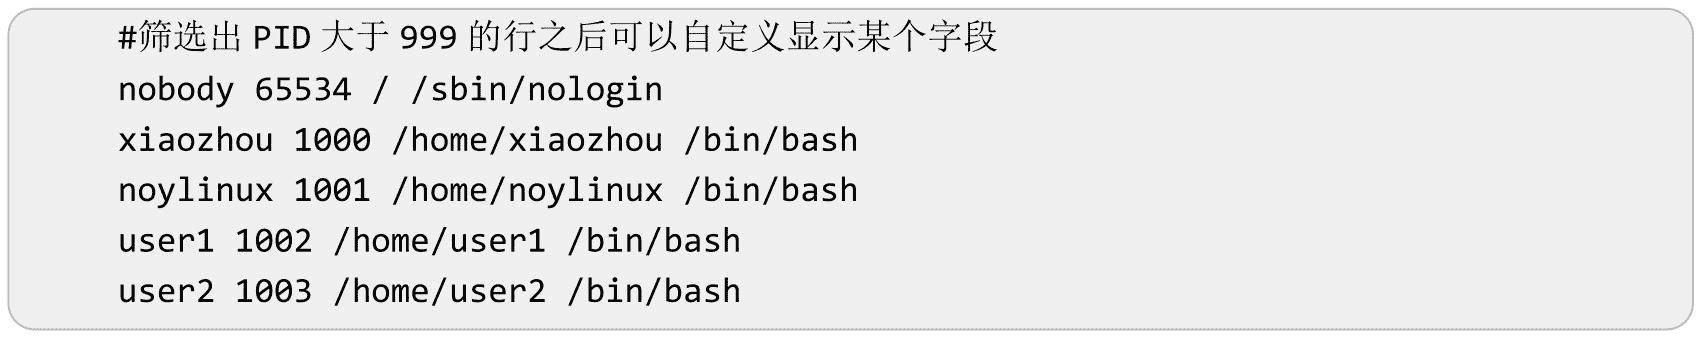 #筛选出 PID 大于 999 的行之后可以自定义显示某个字段
nobody 65534 / /sbin/nologin
xiaozhou 1000 /home/xiaozhou /bin/bash
noylinux 1001 /home/noylinux /bin/bash
user1 1002 /home/user1 /bin/bash
user2 1003 /home/user2 /bin/bash